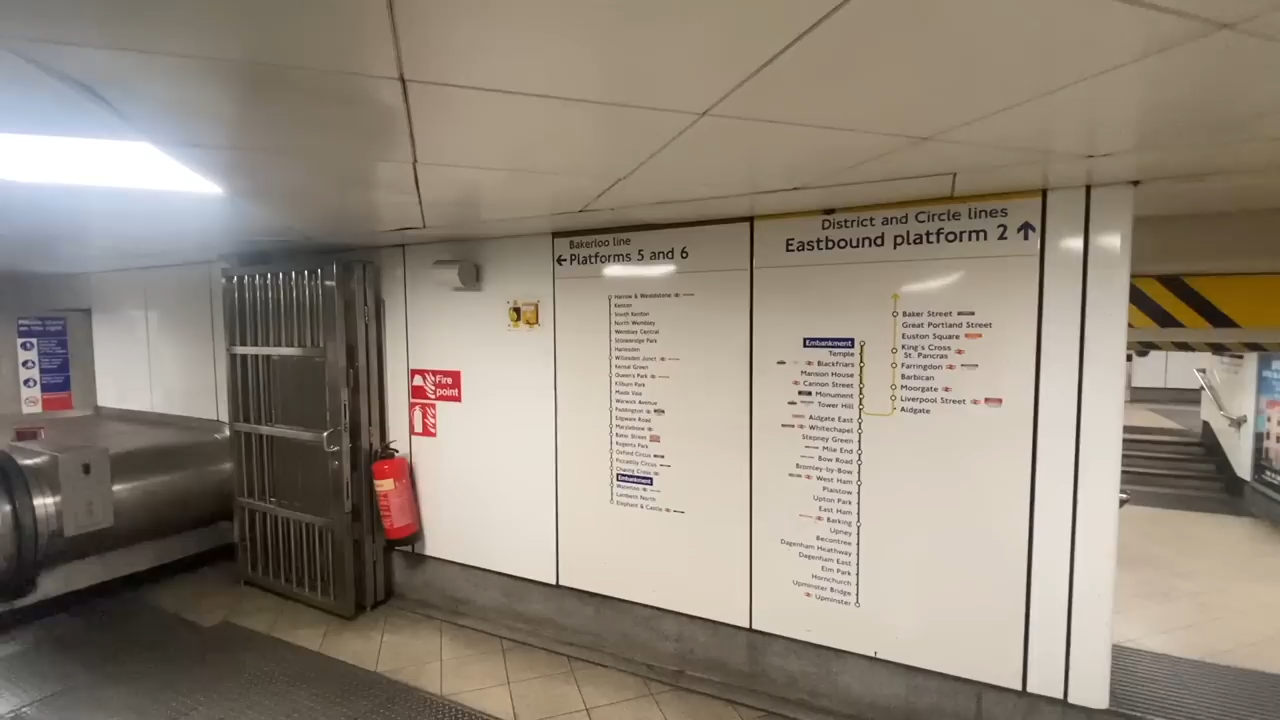 Please stand
on the right
Fire
point
Bakerloo line
← Platforms 5 and 6
Harrow & Wealdstone
Kenton
South Kenton
North Wembley
Wembley Central
Stonebridge Park
Harlesden
Willesden Junct
Kensal Green
Queen's Park
Kilburn Park
Maida Vale
Warwick Avenue
Paddington
Edgware Road
Marylebone
Baker Street
Regents Park
Oxford Circus
Piccadilly Circus
Charing Cross
Embankment
Waterloo
Lambeth North
Elephant & Castle
District and Circle lines
Eastbound platform 2 ↑
Embankment
Temple
Blackfriars
Mansion House
Cannon Street
Monument
Tower Hill
Aldgate East
Whitechapel
Stepney Green
Mile End
Bow Road
Bromley-by-Bow
West Ham
Plaistow
Upton Park
East Ham
Barking
Upney
Becontree
Dagenham Heathway
Dagenham East
Elm Park
Hornchurch
Upminster Bridge
Upminster
Baker Street
Great Portland Street
Euston Square
King's Cross
St. Pancras
Farringdon
Barbican
Moorgate
Liverpool Street
Aldgate